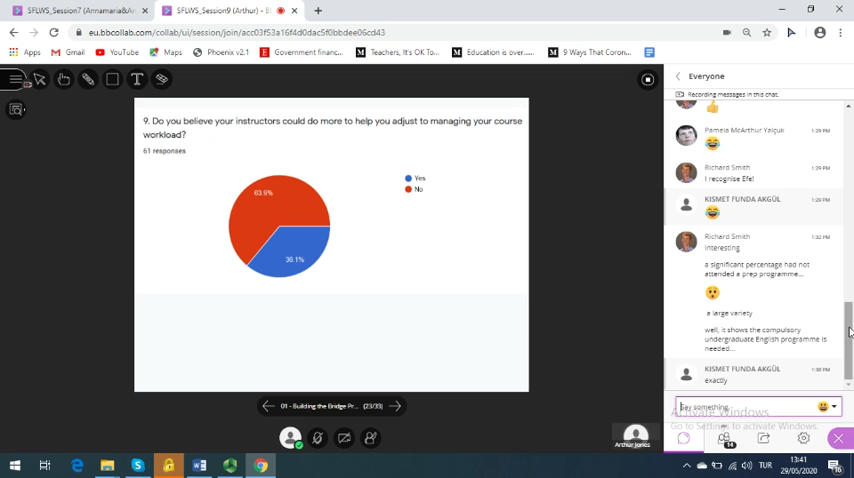 SFLWS_Session7 (Annamaria&An
SFLWS_Session9 (Arthur) - Bl
eu.bbcollab.com/collab/ui/session/join/acc03f53a16f4d0dac5f0bbdee06cd43
Apps Gmail YouTube Maps Phoenix v2.1 Government financ... Teachers, It's OK To... Education is over...... 9 Ways That Coron...
Everyone
Recording messages in this chat.
9. Do you believe your instructors could do more to help you adjust to managing your course
workload?
61 responses
Yes
No
63.9%
36.1%
Pamela McArthur Yalçuk 1:29 PM
Richard Smith 1:29 PM
I recognise Efe!
KISMET FUNDA AKGÜL 1:29 PM
Richard Smith 1:32 PM
Interesting
a significant percentage had not
attended a prep programme...
a large variety
well, it shows the compulsory
undergraduate English programme is
needed...
KISMET FUNDA AKGÜL 1:38 PM
exactly
Say something
Activate Windows
Go to Settings to activate Windows.
01 - Building the Bridge Pr... (23/33)
Arthur Jones
14
TUR
13:41
29/05/2020
16